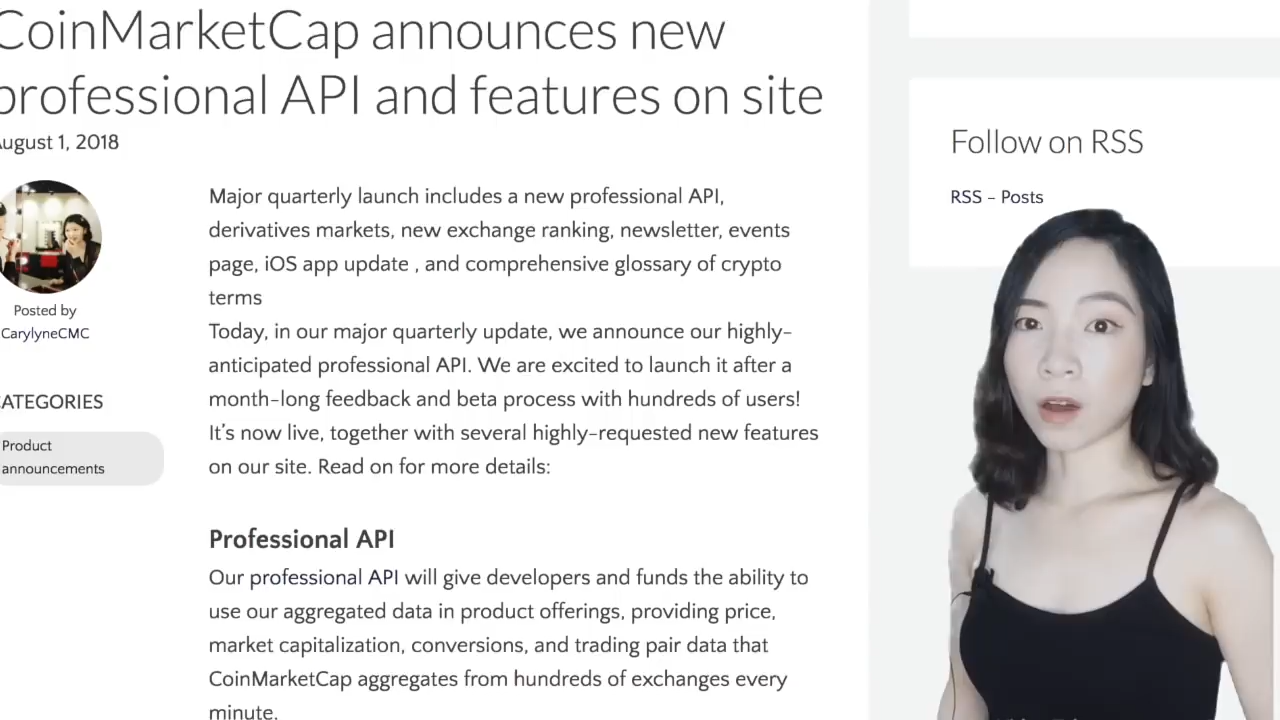 CoinMarketCap announces new
professional API and features on site
August 1, 2018
Posted by
CarylyneCMC
CATEGORIES
Product
announcements
Major quarterly launch includes a new professional API,
derivatives markets, new exchange ranking, newsletter, events
page, iOS app update , and comprehensive glossary of crypto
terms
Today, in our major quarterly update, we announce our highly-
anticipated professional API. We are excited to launch it after a
month-long feedback and beta process with hundreds of users!
It’s now live, together with several highly-requested new features
on our site. Read on for more details:
Professional API
Our professional API will give developers and funds the ability to
use our aggregated data in product offerings, providing price,
market capitalization, conversions, and trading pair data that
CoinMarketCap aggregates from hundreds of exchanges every
minute.
Follow on RSS
RSS - Posts